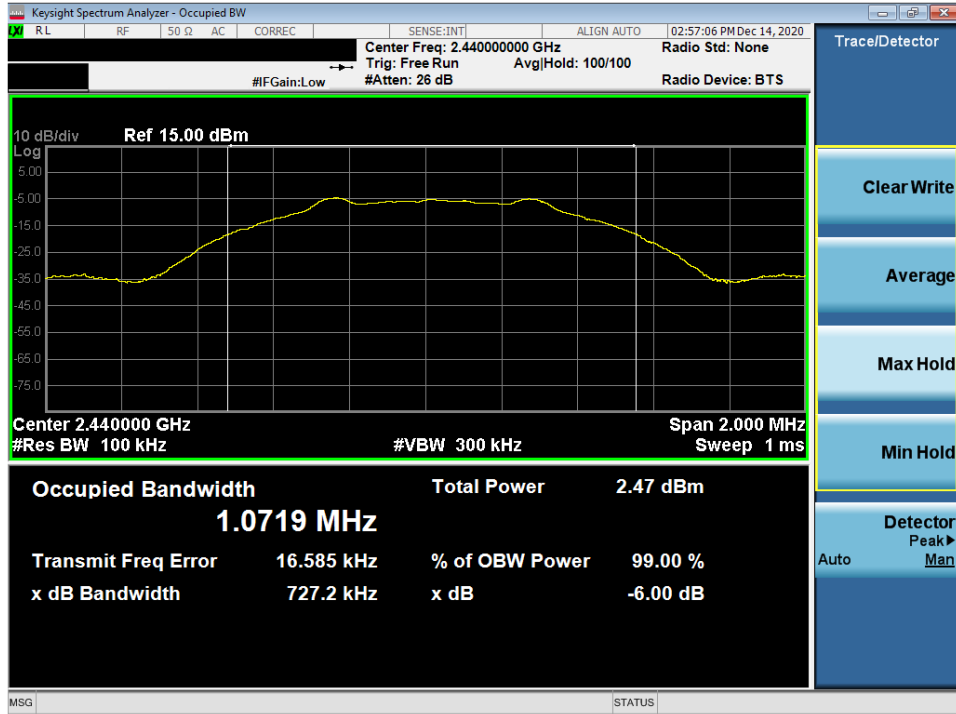 Keysight Spectrum Analyzer - Occupied BW
LXI RL RF 50 Ω AC CORREC SENSE:INT ALIGN AUTO 02:57:06 PM Dec 14, 2020
Center Freq: 2.440000000 GHz Radio Std: None
Trig: Free Run Avg|Hold: 100/100
#IFGain:Low #Atten: 26 dB Radio Device: BTS
10 dB/div Ref 15.00 dBm
Log
5.00
-5.00
-15.0
-25.0
-35.0
-45.0
-55.0
-65.0
-75.0
Center 2.440000 GHz Span 2.000 MHz
#Res BW 100 kHz #VBW 300 kHz Sweep 1 ms
Occupied Bandwidth Total Power 2.47 dBm
1.0719 MHz
Transmit Freq Error 16.585 kHz % of OBW Power 99.00 %
x dB Bandwidth 727.2 kHz x dB -6.00 dB
MSG STATUS
Trace/Detector
Clear Write
Average
Max Hold
Min Hold
Detector
Peak▶
Auto Man